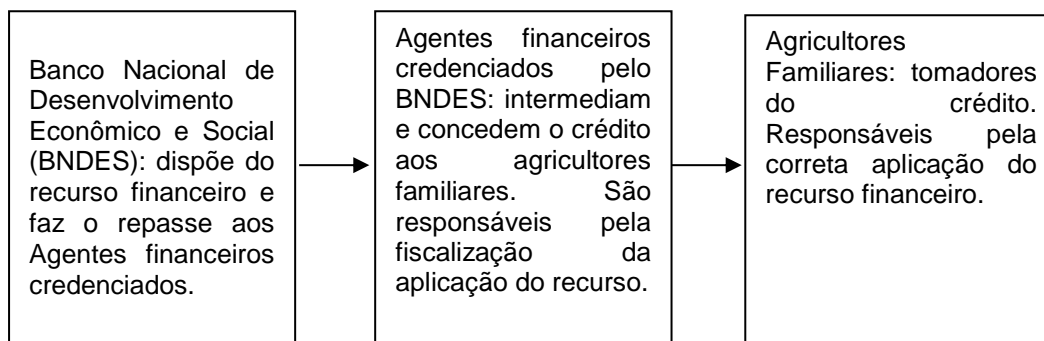 Banco Nacional de
Desenvolvimento
Econômico e Social
(BNDES): dispõe do
recurso financeiro e
faz o repasse aos
Agentes financeiros
credenciados.
Agentes financeiros
credenciados pelo
BNDES: intermediam
e concedem o crédito
aos agricultores
familiares. São
responsáveis pela
fiscalização da
aplicação do recurso.
Agricultores
Familiares: tomadores
do crédito.
Responsáveis pela
correta aplicação do
recurso financeiro.